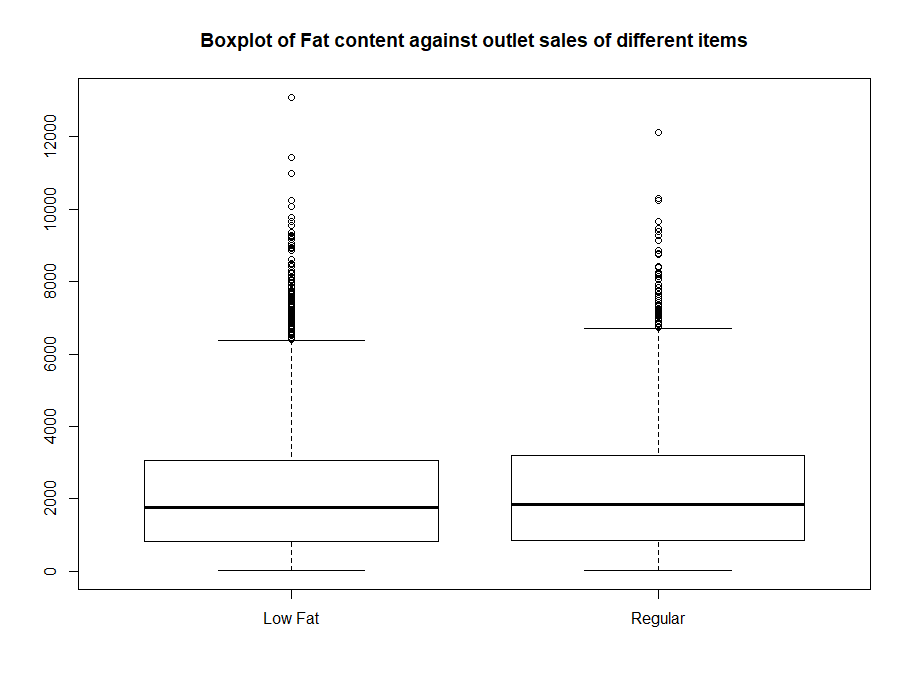 Boxplot of Fat content against outlet sales of different items
12000
10000
8000
6000
4000
2000
0
Low Fat
Regular